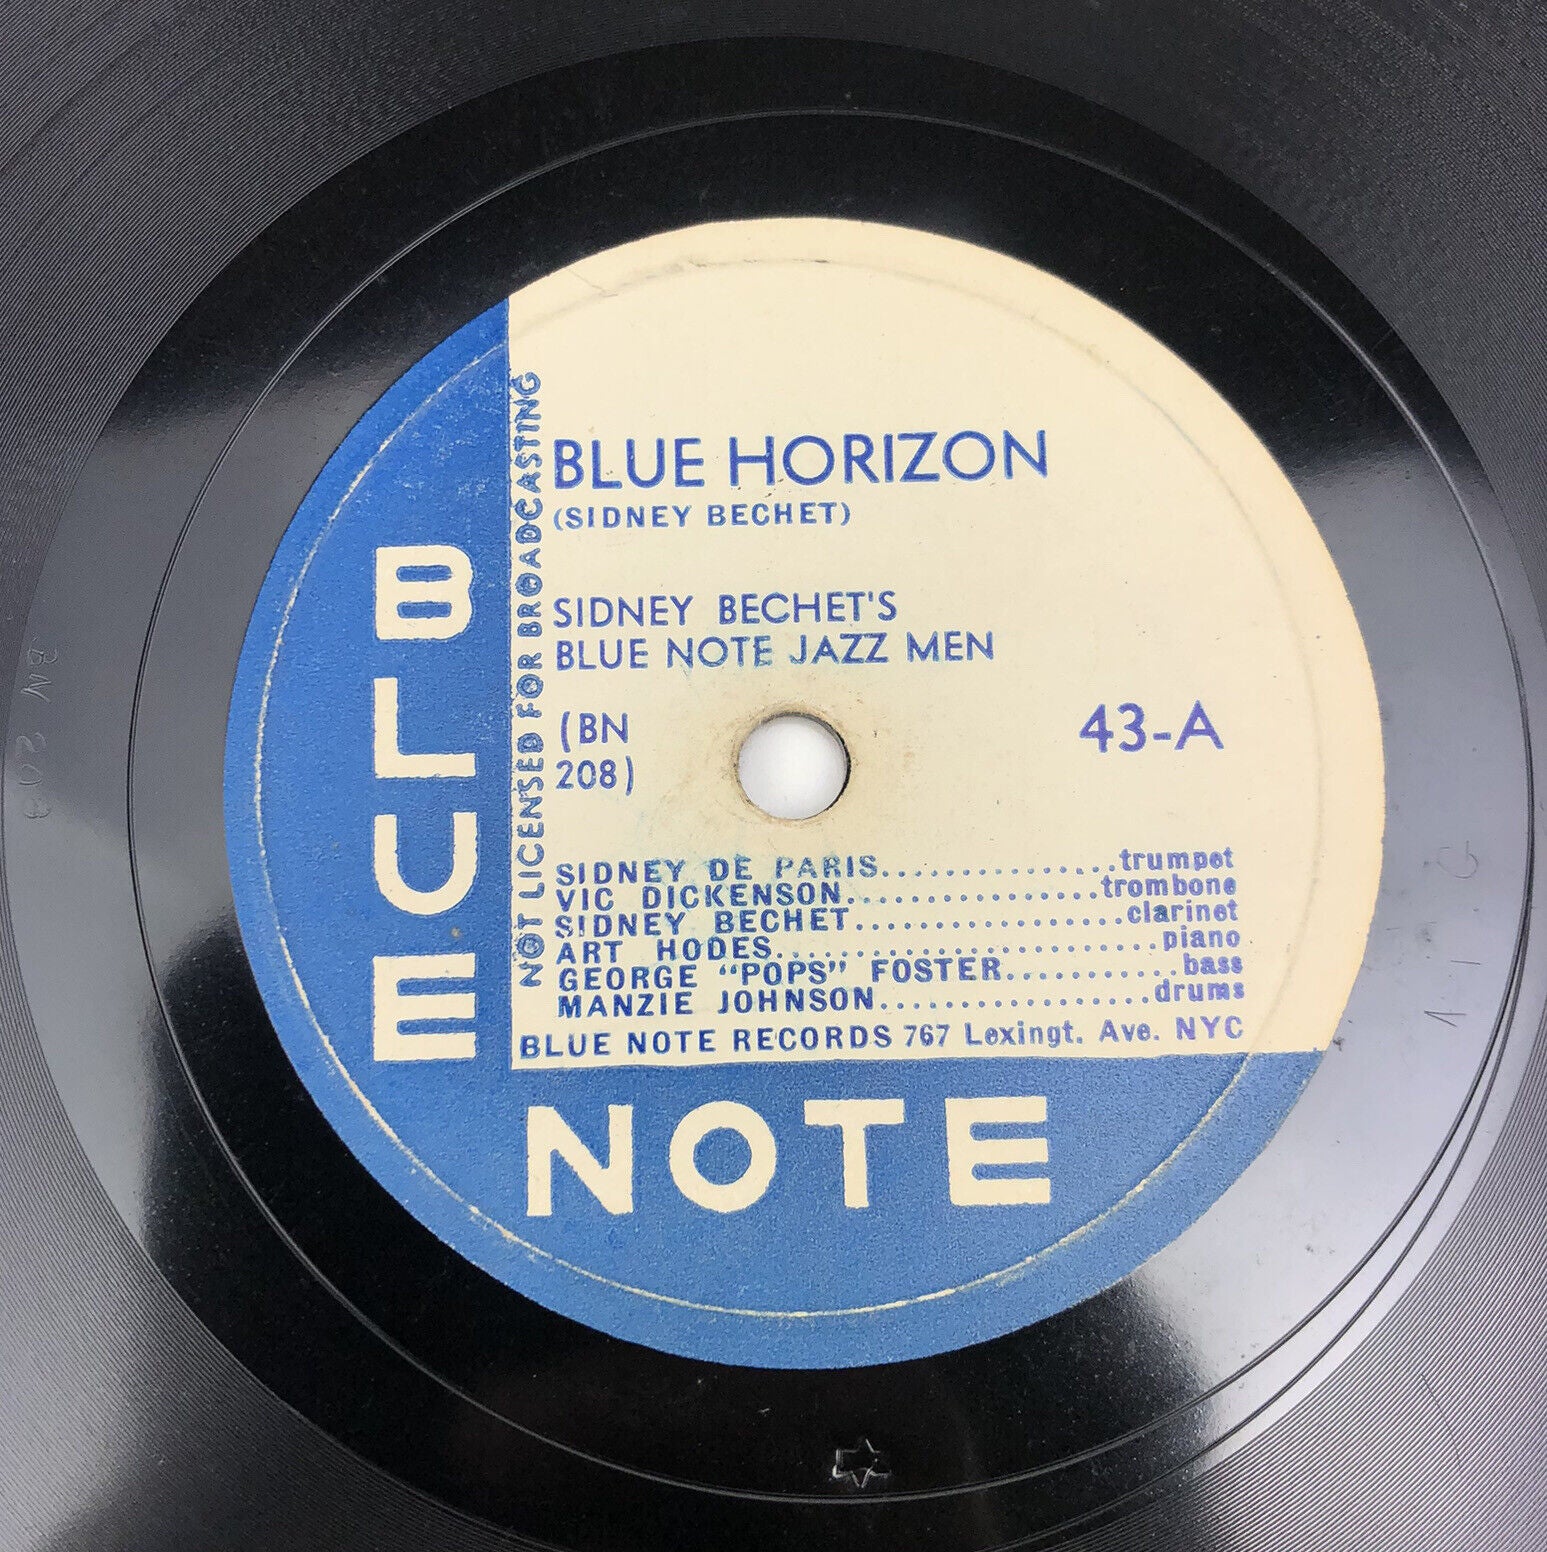 BLUE HORIZON
(SIDNEY BECHET)
SIDNEY BECHET'S
BLUE NOTE JAZZ MEN
(BN
208)
43-A
SIDNEY DE PARIS................trumpet
VIC DICKENSON.................trombone
SIDNEY BECHET.................clarinet
ART HODES.......................piano
GEORGE "POPS" FOSTER...........bass
MANZIE JOHNSON.................drums
BLUE NOTE RECORDS 767 Lexingt. Ave. NYC
NOT LICENSED FOR BROADCASTING
BLUE
NOTE
BN 208